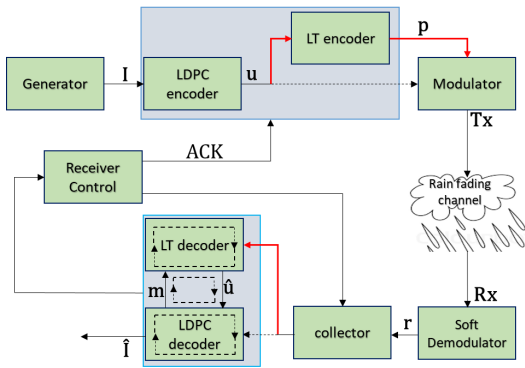 LT encoder
p
Generator
I
LDPC
encoder
u
Modulator
Tx
ACK
Receiver
Control
Rain fading
channel
LT decoder
m
û
Rx
Î
LDPC
decoder
collector
r
Soft
Demodulator